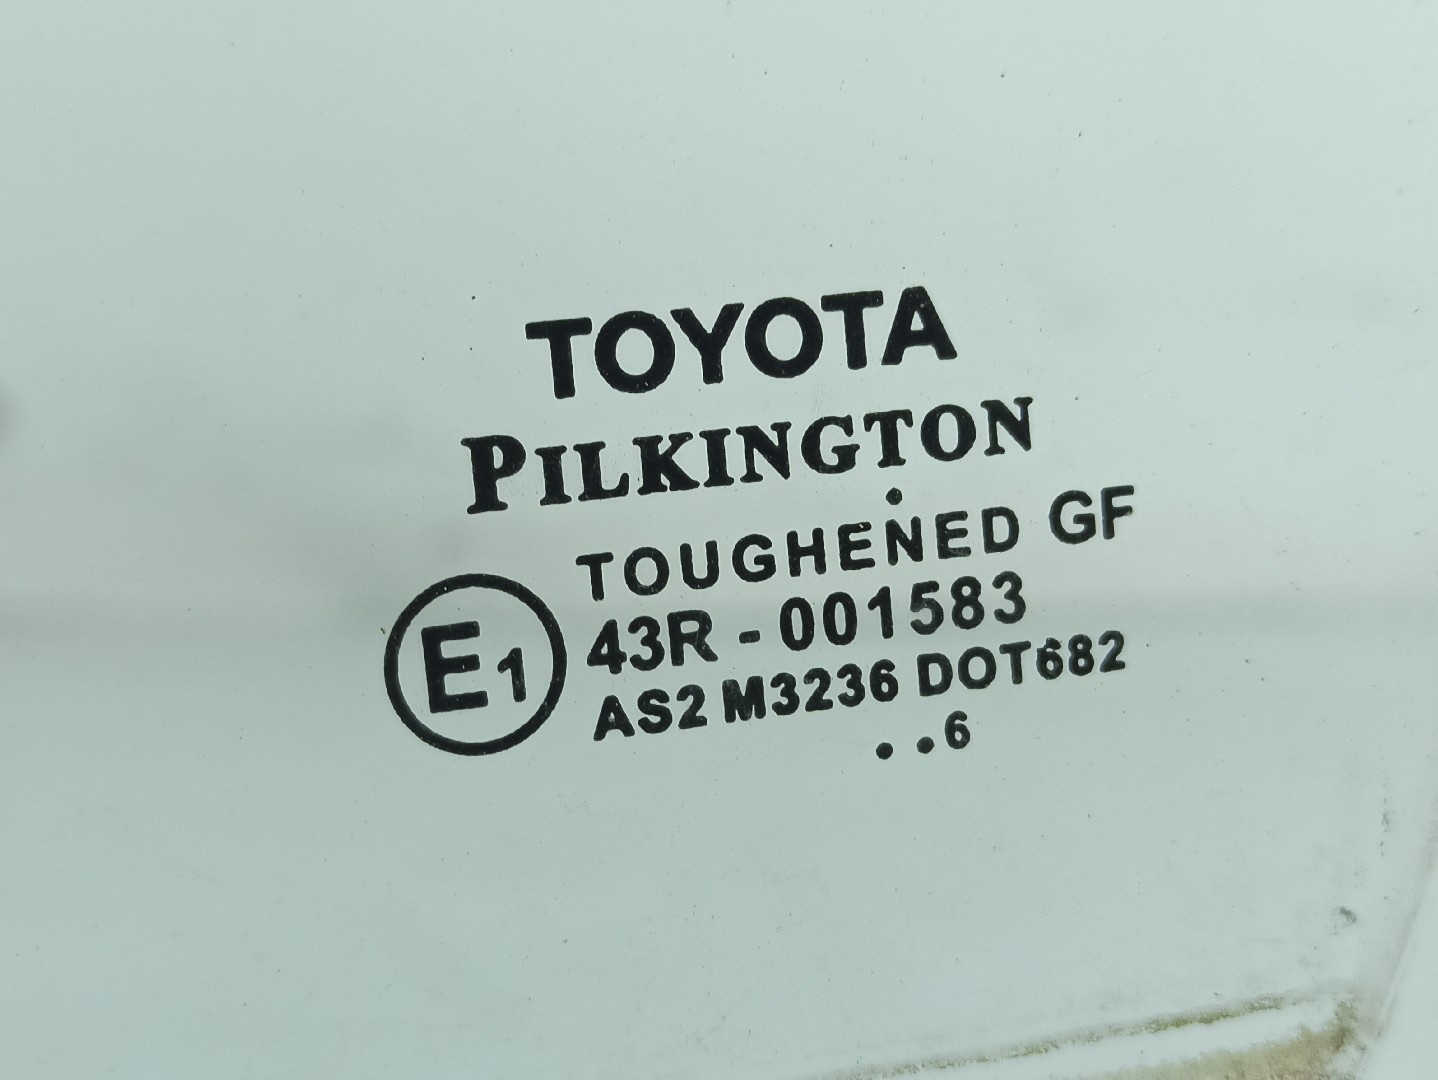 TOYOTA
PILKINGTON
TOUGHENED GF
E1
43R - 001583
AS2 M3236 DOT682
..6